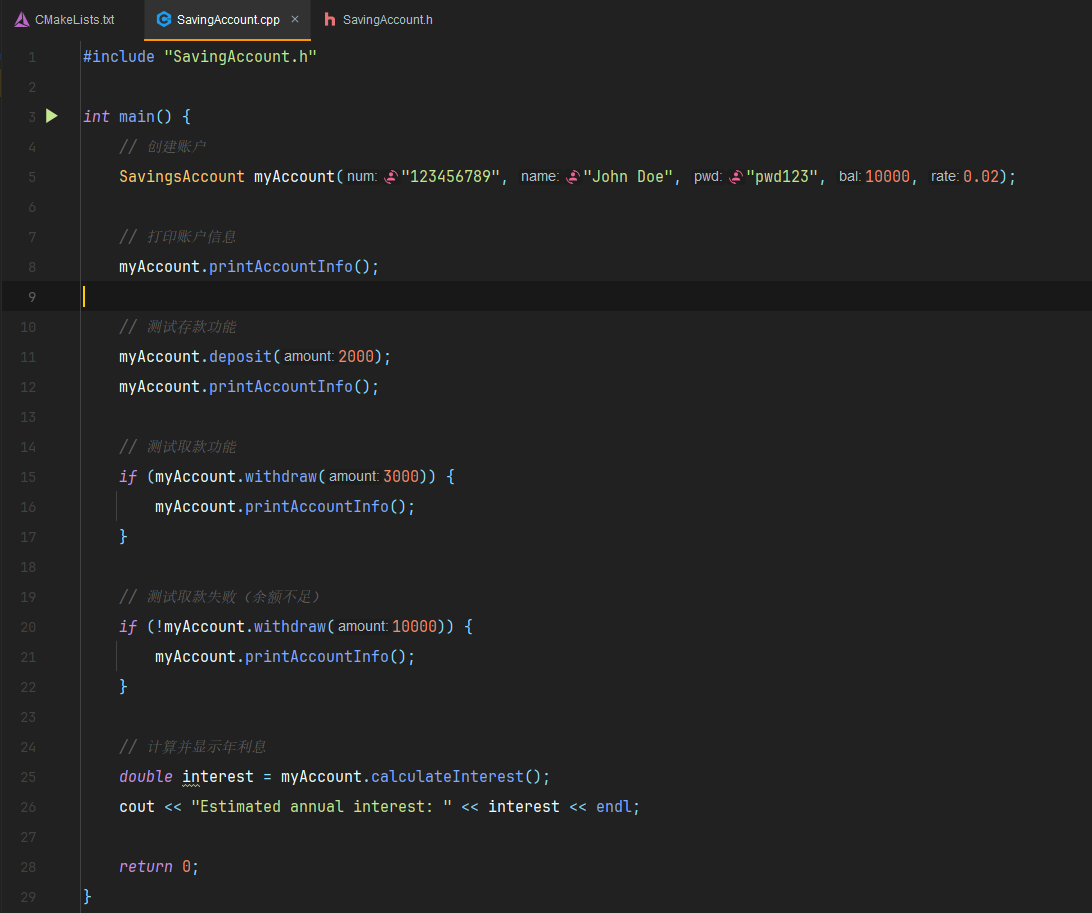 CMakeLists.txt SavingAccount.cpp × SavingAccount.h
1 #include "SavingAccount.h"
2
3 int main() {
4 // 创建账户
5 SavingsAccount myAccount(num: "123456789", name: "John Doe", pwd: "pwd123", bal: 10000, rate: 0.02);
6
7 // 打印账户信息
8 myAccount.printAccountInfo();
9
10 // 测试存款功能
11 myAccount.deposit(amount: 2000);
12 myAccount.printAccountInfo();
13
14 // 测试取款功能
15 if (myAccount.withdraw(amount: 3000)) {
16 myAccount.printAccountInfo();
17 }
18
19 // 测试取款失败（余额不足）
20 if (!myAccount.withdraw(amount: 10000)) {
21 myAccount.printAccountInfo();
22 }
23
24 // 计算并显示年利息
25 double interest = myAccount.calculateInterest();
26 cout << "Estimated annual interest: " << interest << endl;
27
28 return 0;
29 }